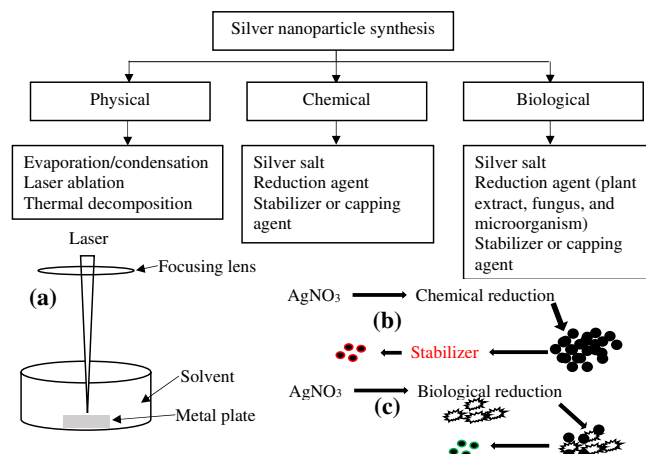 Silver nanoparticle synthesis
Physical
Chemical
Biological
Evaporation/condensation
Laser ablation
Thermal decomposition
Silver salt
Reduction agent
Stabilizer or capping
agent
Silver salt
Reduction agent (plant
extract, fungus, and
microorganism)
Stabilizer or capping
agent
Laser
Focusing lens
(a)
Solvent
Metal plate
AgNO3
Chemical reduction
(b)
Stabilizer
AgNO3
Biological reduction
(c)